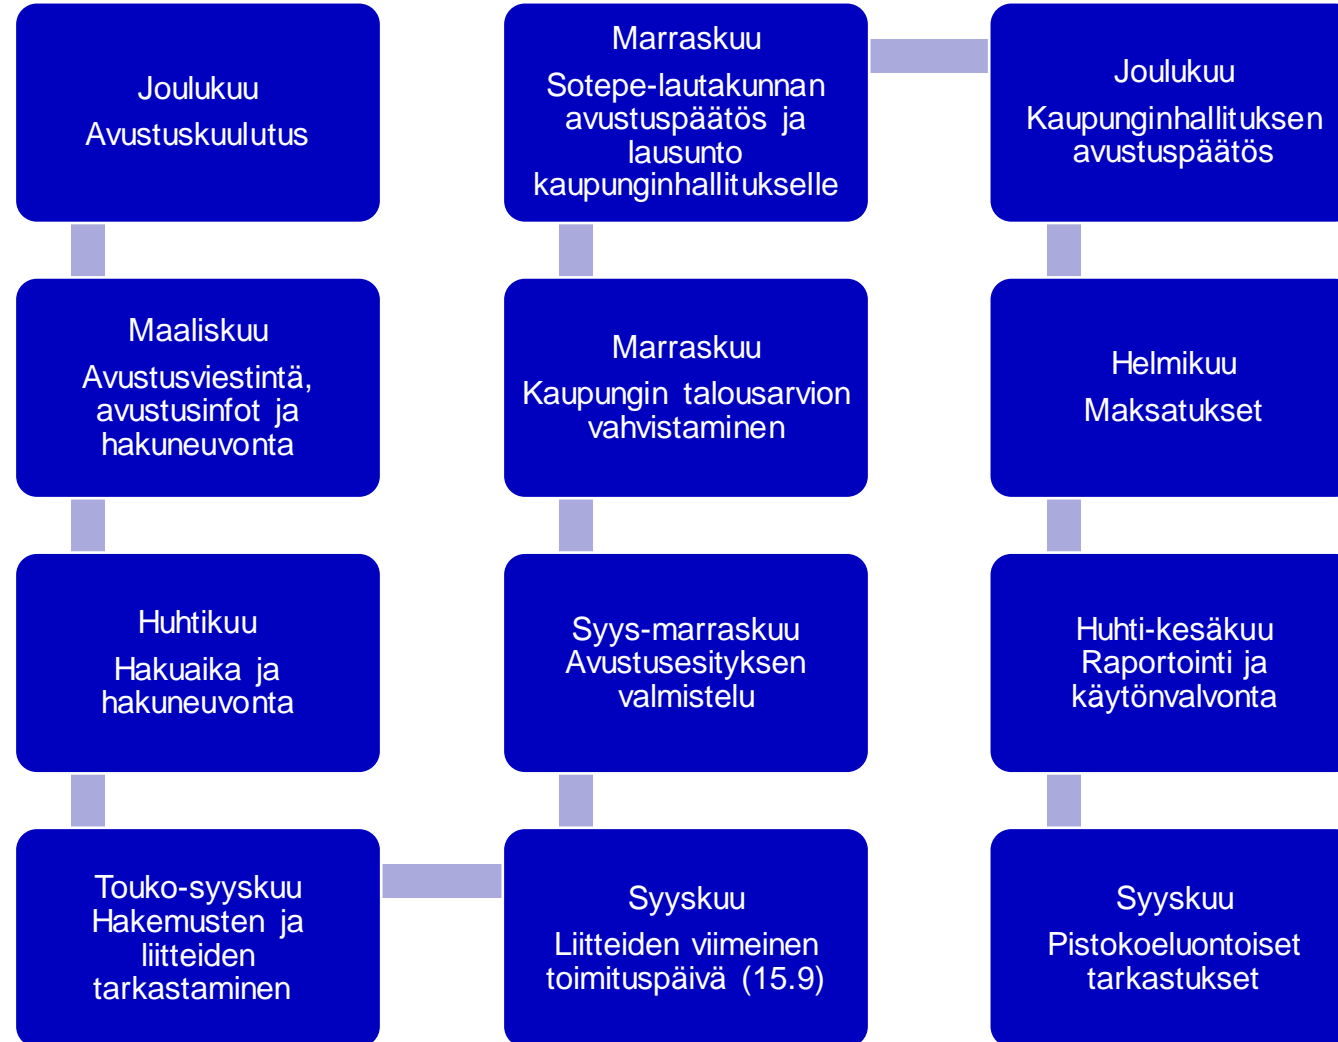 Joulukuu
Avustuskuulutus
Maaliskuu
Avustusviestintä,
avustusinfot ja
hakuneuvonta
Huhtikuu
Hakuaika ja
hakuneuvonta
Touko-syyskuu
Hakemusten ja
liitteiden
tarkastaminen
Syyskuu
Liitteiden viimeinen
toimituspäivä (15.9)
Syys-marraskuu
Avustusesityksen
valmistelu
Marraskuu
Kaupungin talousarvion
vahvistaminen
Marraskuu
Sotepe-lautakunnan
avustuspäätös ja
lausunto
kaupunginhallitukselle
Joulukuu
Kaupunginhallituksen
avustuspäätös
Helmikuu
Maksatukset
Huhti-kesäkuu
Raportointi ja
käytönvalvonta
Syyskuu
Pistokoeluontoiset
tarkastukset